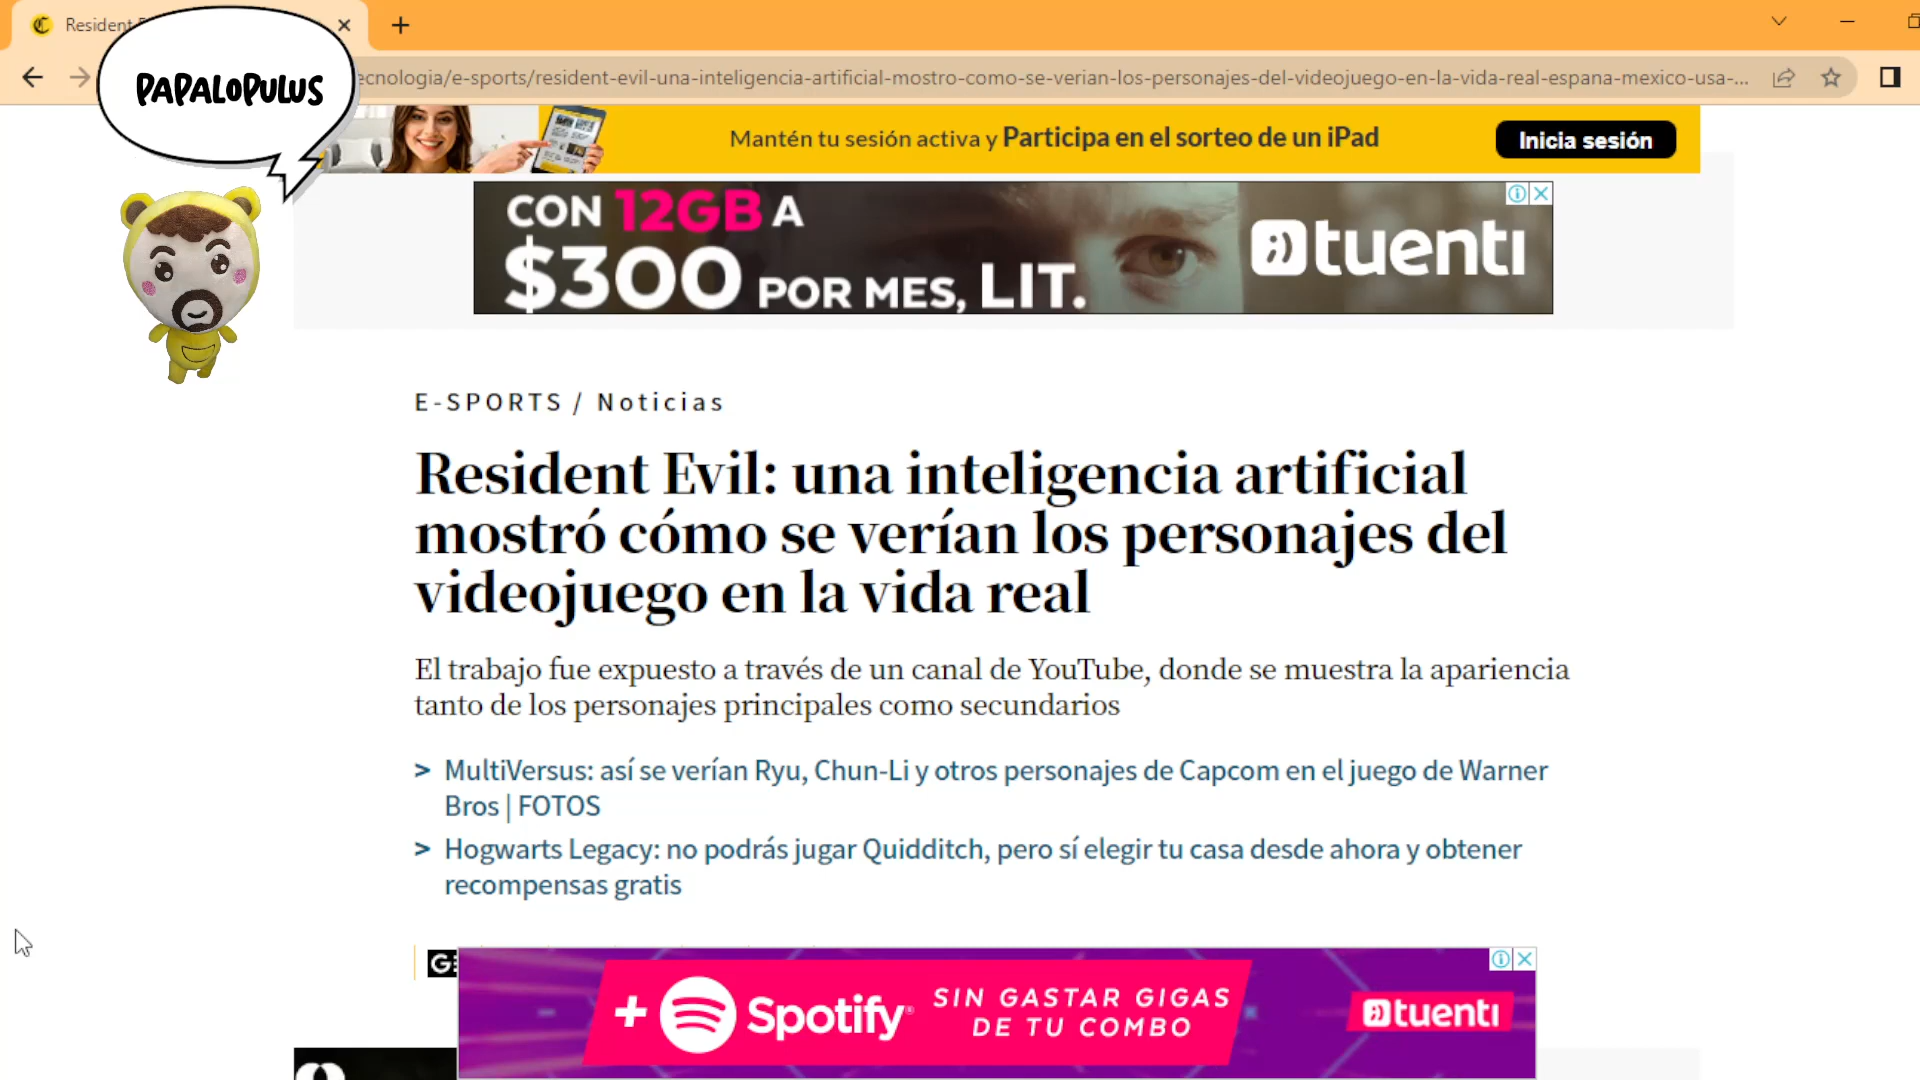 Resident
PAPALOPULUS
ecnologia/e-sports/resident-evil-una-inteligencia-artificial-mostro-como-se-verian-los-personajes-del-videojuego-en-la-vida-real-espana-mexico-usa-...
Mantén tu sesión activa y Participa en el sorteo de un iPad
Inicia sesión
CON 12GB A
$300 POR MES, LIT.
tuenti
E-SPORTS / Noticias
Resident Evil: una inteligencia artificial
mostró cómo se verían los personajes del
videojuego en la vida real
El trabajo fue expuesto a través de un canal de YouTube, donde se muestra la apariencia
tanto de los personajes principales como secundarios
> MultiVersus: así se verían Ryu, Chun-Li y otros personajes de Capcom en el juego de Warner
Bros | FOTOS
> Hogwarts Legacy: no podrás jugar Quidditch, pero sí elegir tu casa desde ahora y obtener
recompensas gratis
+ Spotify®
SIN GASTAR GIGAS
DE TU COMBO
tuenti